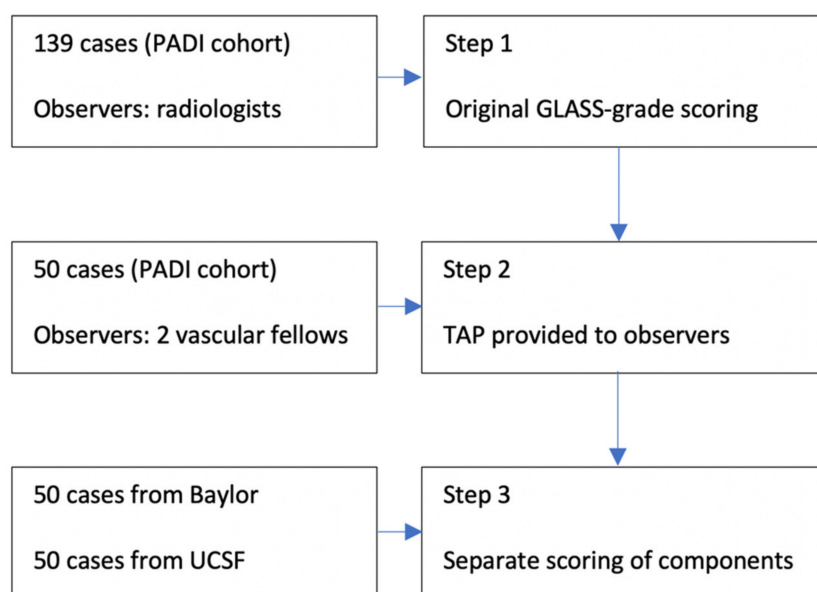 139 cases (PADI cohort)
Observers: radiologists
Step 1
Original GLASS-grade scoring
50 cases (PADI cohort)
Observers: 2 vascular fellows
Step 2
TAP provided to observers
50 cases from Baylor
50 cases from UCSF
Step 3
Separate scoring of components